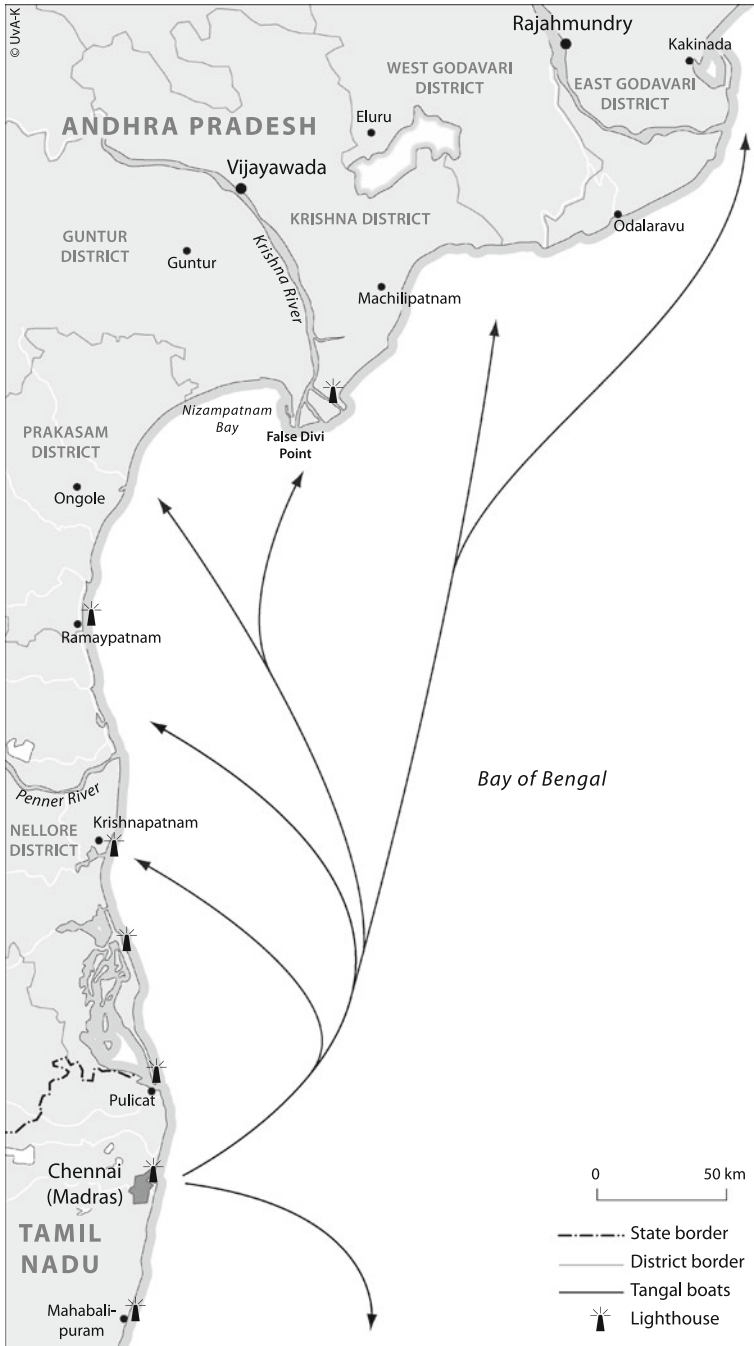 © UvA-K
Rajahmundry
Kakinada
WEST GODAVARI
DISTRICT
EAST GODAVARI
DISTRICT
ANDHRA PRADESH
Eluru
Vijayawada
KRISHNA DISTRICT
Odalaravu
GUNTUR
DISTRICT
Guntur
Krishna River
Machilipatnam
Nizampatnam
Bay
False Divi
Point
PRAKASAM
DISTRICT
Ongole
Ramaypatnam
Bay of Bengal
Penner River
Krishnapatnam
NELLORE
DISTRICT
Pulicat
Chennai
(Madras)
TAMIL
NADU
Mahabali-
puram
0 50 km
State border
District border
Tangal boats
Lighthouse